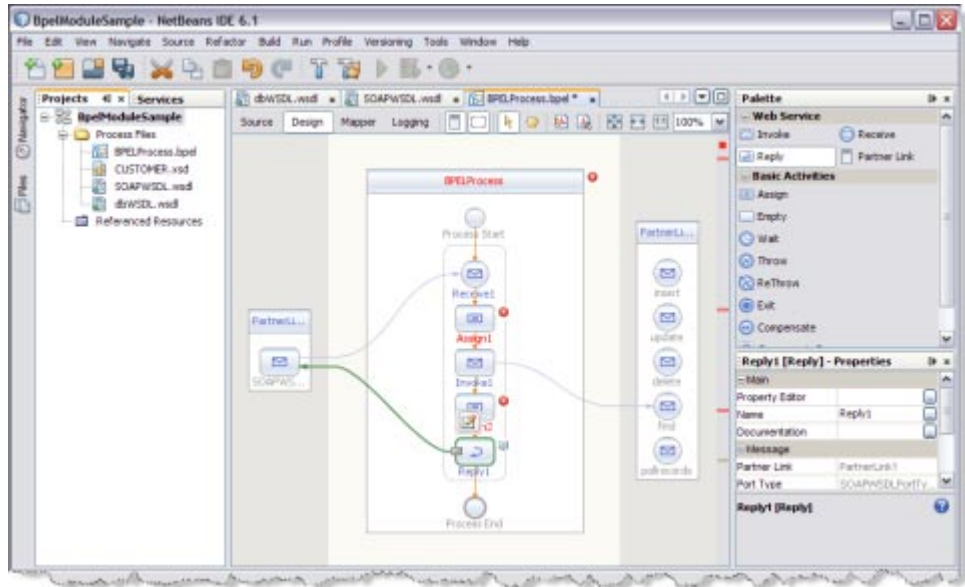 BpelModuleSample - NetBeans IDE 6.1
File Edit View Navigate Source Refactor Build Run Profile Versioning Tools Window Help
Projects Services
Navigator
Files
BpelModuleSample
Process Files
BPELProcess.bpel
CUSTOMER.xsd
SOAPWSDL.wsdl
dbWSDL.wsdl
Referenced Resources
dbWSDL.wsdl SOAPWSDL.wsdl BPELProcess.bpel *
Source Design Mapper Logging 100%
BPELProcess
Process Start
Receive1
Assign1
Invoke1
Reply1
Process End
PartnerLi...
SOAPWS...
PartnerLi...
insert
update
delete
find
pollrecords
Palette
Web Service
Invoke Receive
Reply Partner Link
Basic Activities
Assign
Empty
Wait
Throw
ReThrow
Exit
Compensate
Reply1 [Reply] - Properties
Main
Property Editor
Name Reply1
Documentation
Message
Partner Link PartnerLink1
Port Type SOAPWSDLPortTy...
Reply1 [Reply]